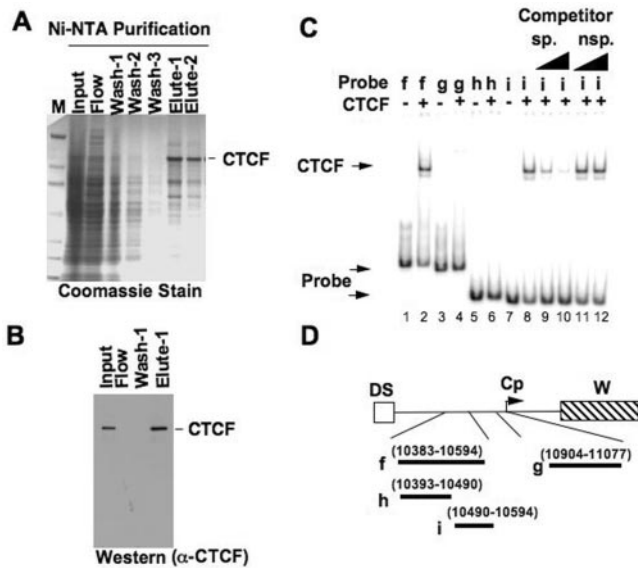 A
Ni-NTA Purification
M
Input
Flow
Wash-1
Wash-2
Wash-3
Elute-1
Elute-2
CTCF
Coomassie Stain
B
Input
Flow
Wash-1
Elute-1
CTCF
Western (α-CTCF)
C
Competitor
sp. nsp.
Probe f f g g h h i i i i i i
CTCF - + - + - + - + + + + +
CTCF
Probe
1 2 3 4 5 6 7 8 9 10 11 12
D
DS Cp W
(10383-10594) (10904-11077)
f g
(10393-10490)
h
(10490-10594)
i